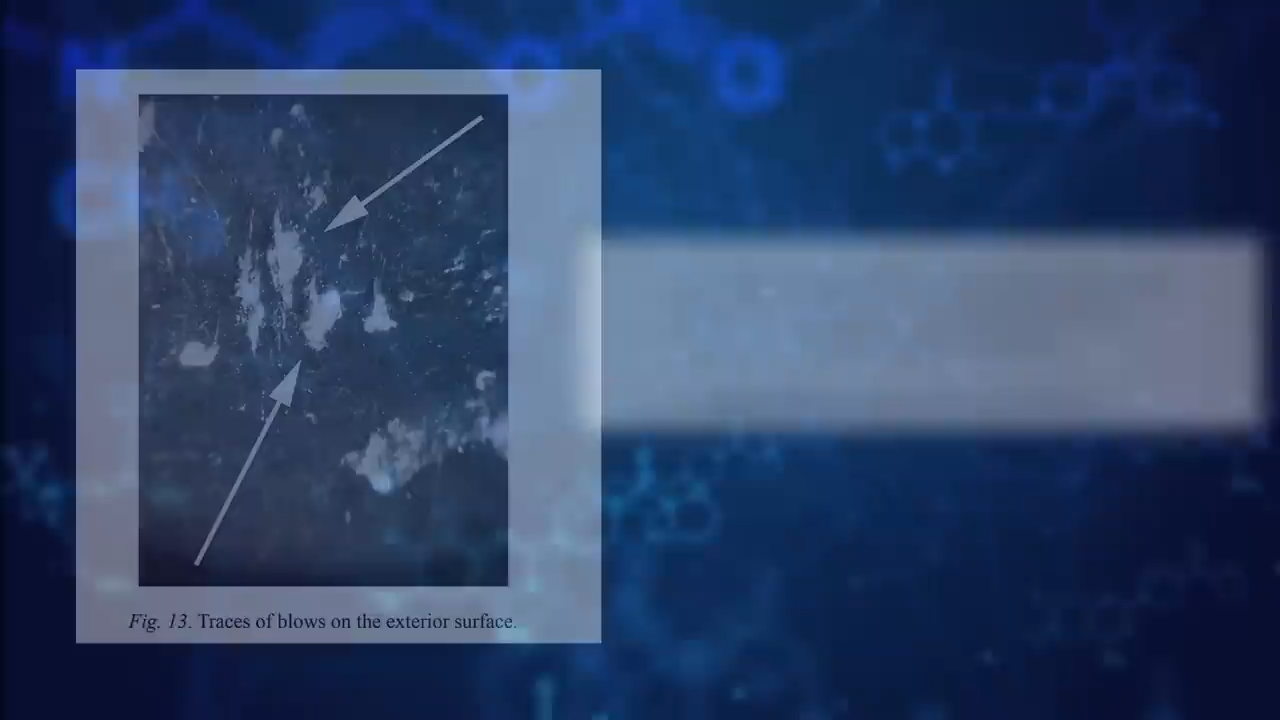 Fig. 13. Traces of blows on the exterior surface.